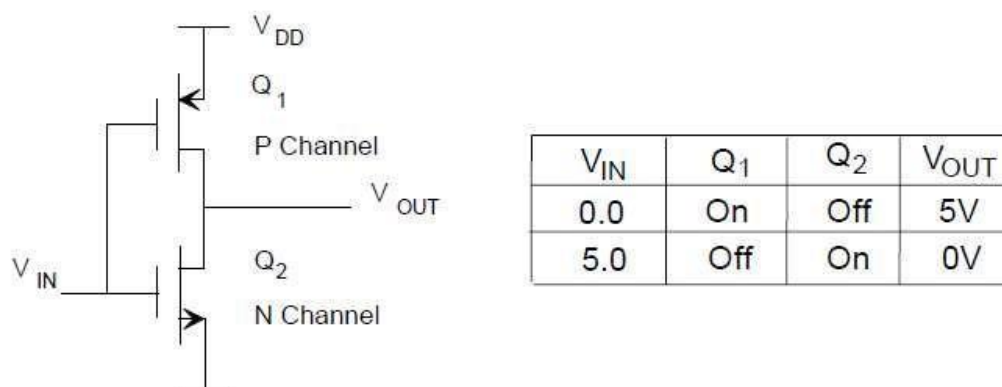 V DD
Q 1
P Channel
V OUT
V IN
Q 2
N Channel
V IN Q 1 Q 2 V OUT
0.0 On Off 5V
5.0 Off On 0V